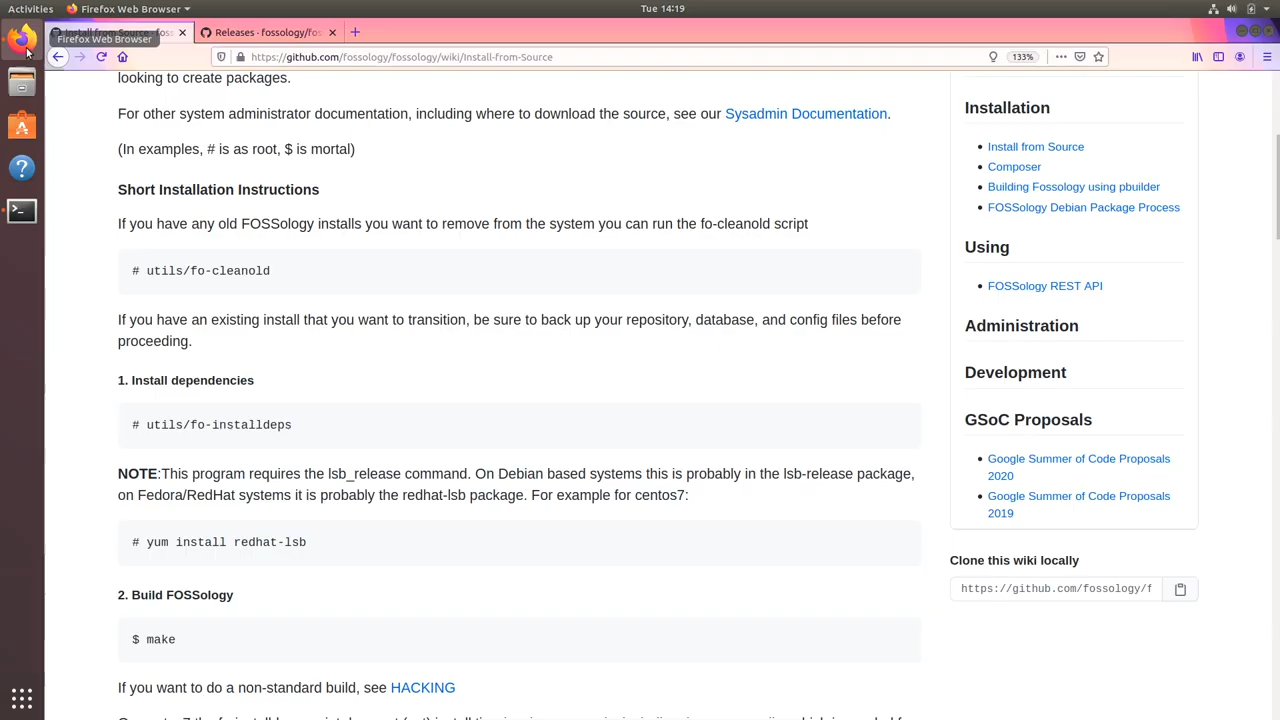 Activities
Firefox Web Browser
Tue 14:19
Releases - fossology/fos
Firefox Web Browser
https://github.com/fossology/fossology/wiki/Install-from-Source
133%
looking to create packages.
For other system administrator documentation, including where to download the source, see our Sysadmin Documentation.
(In examples, # is as root, $ is mortal)
Short Installation Instructions
If you have any old FOSSology installs you want to remove from the system you can run the fo-cleanold script
# utils/fo-cleanold
If you have an existing install that you want to transition, be sure to back up your repository, database, and config files before
proceeding.
1. Install dependencies
# utils/fo-installdeps
NOTE:This program requires the lsb_release command. On Debian based systems this is probably in the lsb-release package,
on Fedora/RedHat systems it is probably the redhat-lsb package. For example for centos7:
# yum install redhat-lsb
2. Build FOSSology
$ make
If you want to do a non-standard build, see HACKING
Installation
Install from Source
Composer
Building Fossology using pbuilder
FOSSology Debian Package Process
Using
FOSSology REST API
Administration
Development
GSoC Proposals
Google Summer of Code Proposals
2020
Google Summer of Code Proposals
2019
Clone this wiki locally
https://github.com/fossology/f